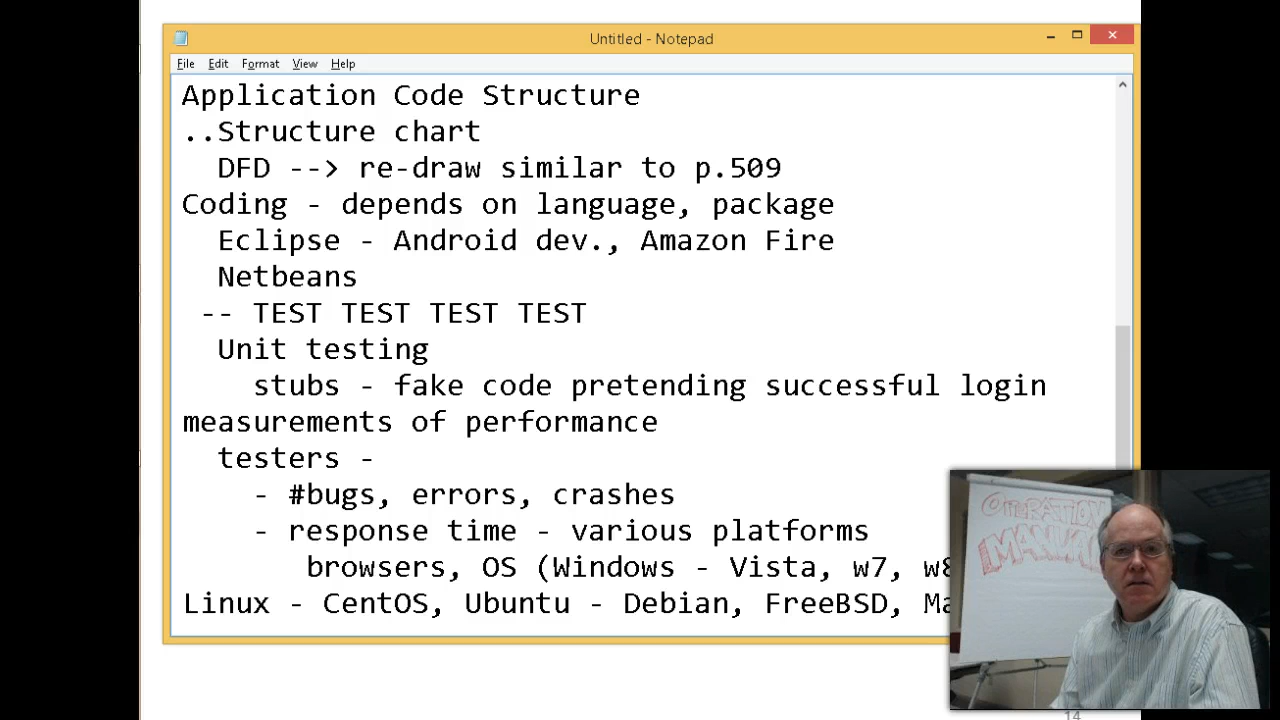 Untitled - Notepad
File Edit Format View Help
Application Code Structure
..Structure chart
DFD --> re-draw similar to p.509
Coding - depends on language, package
Eclipse - Android dev., Amazon Fire
Netbeans
-- TEST TEST TEST TEST
Unit testing
stubs - fake code pretending successful login
measurements of performance
testers -
- #bugs, errors, crashes
- response time - various platforms
browsers, OS (Windows - Vista, w7,
Linux - CentOS, Ubuntu - Debian, FreeBSD,
OPERATION
MANUAL
14